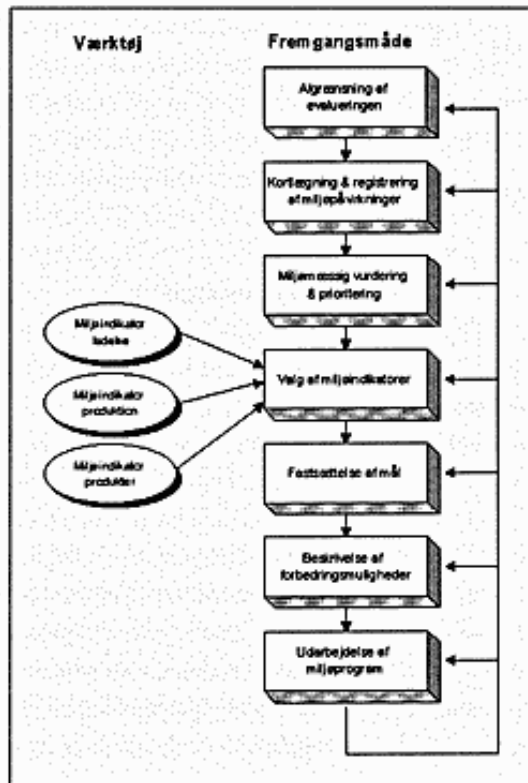 Værktøj
Fremgangsmåde
Afgrænsning af
evalueringen
Kortlægning & registrering
af miljøpåvirkninger
Miljømæssig vurdering
& prioritering
Miljøindikator
ledelse
Miljøindikator
produktion
Miljøindikator
produkter
Valg af miljøindikatorer
Fastsættelse af mål
Beskrivelse af
forbedringsmuligheder
Udarbejdelse af
miljøprogram